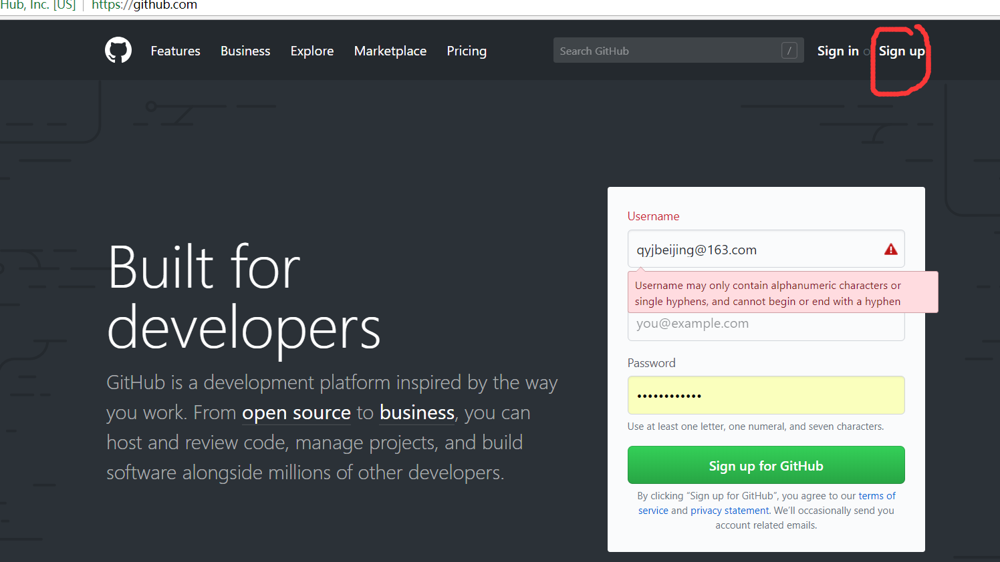 Hub, Inc. [US] | https://github.com
Features Business Explore Marketplace Pricing Search GitHub / Sign in o Sign up
Built for
developers
GitHub is a development platform inspired by the way
you work. From open source to business, you can
host and review code, manage projects, and build
software alongside millions of other developers.
Username
qyjbeijing@163.com
Username may only contain alphanumeric characters or
single hyphens, and cannot begin or end with a hyphen
you@example.com
Password
••••••••••••
Use at least one letter, one numeral, and seven characters.
Sign up for GitHub
By clicking “Sign up for GitHub”, you agree to our terms of
service and privacy statement. We’ll occasionally send you
account related emails.